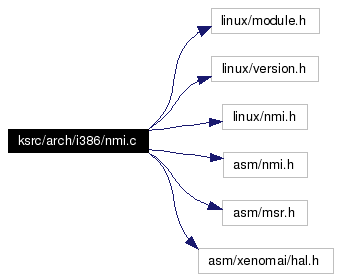 linux/module.h
linux/version.h
linux/nmi.h
ksrc/arch/i386/nmi.c
asm/nmi.h
asm/msr.h
asm/xenomai/hal.h